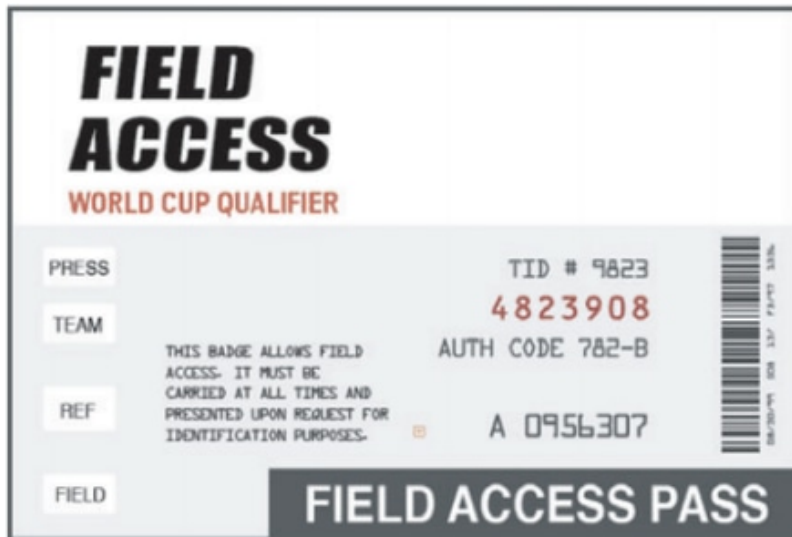 FIELD
ACCESS
WORLD CUP QUALIFIER
PRESS
TEAM
REF
FIELD
THIS BADGE ALLOWS FIELD
ACCESS. IT MUST BE
CARRIED AT ALL TIMES AND
PRESENTED UPON REQUEST FOR
IDENTIFICATION PURPOSES.
TID # 9823
4823908
AUTH CODE 782-B
A 0956307
FIELD ACCESS PASS